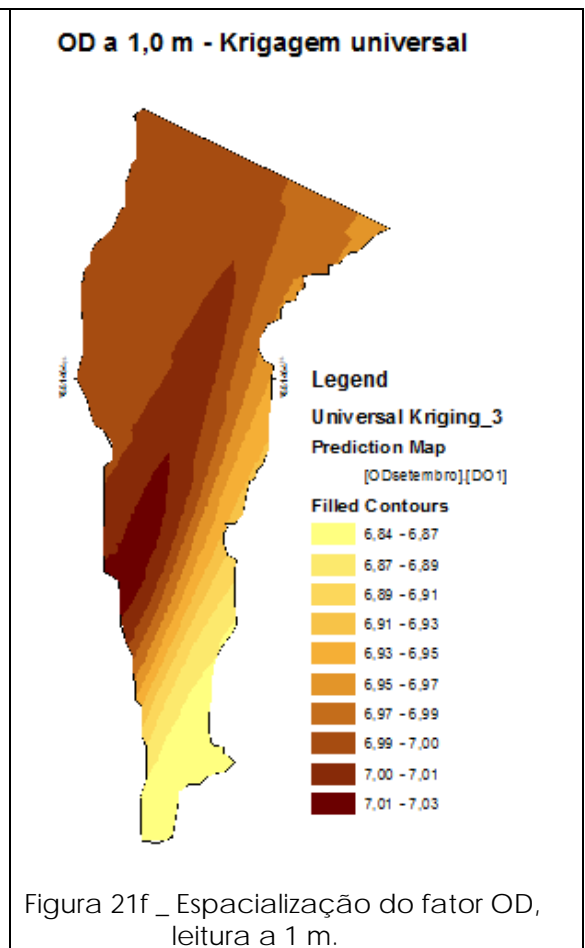 OD a 1,0 m - Krigagem universal
Legend
Universal Kriging_3
Prediction Map
[ODsetembro].[DO1]
Filled Contours
6,84 - 6,87
6,87 - 6,89
6,89 - 6,91
6,91 - 6,93
6,93 - 6,95
6,95 - 6,97
6,97 - 6,99
6,99 - 7,00
7,00 - 7,01
7,01 - 7,03
Figura 21f _ Espacialização do fator OD,
leitura a 1 m.